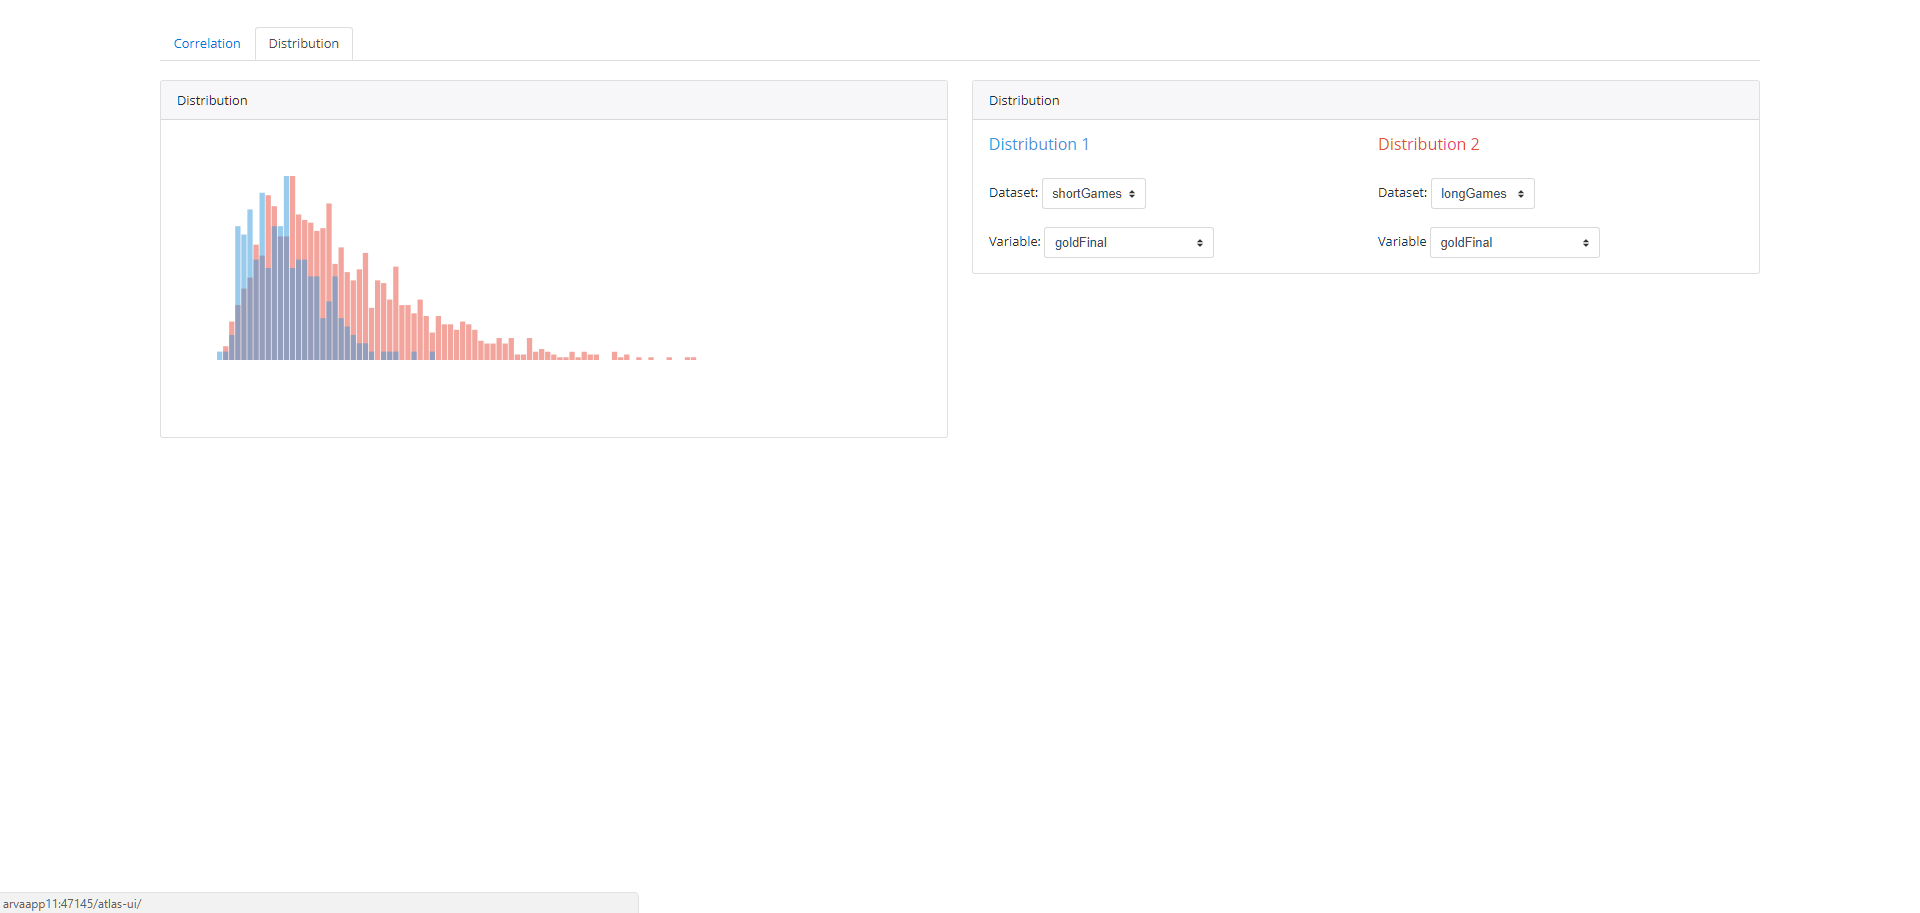 Correlation Distribution
Distribution
Distribution
Distribution 1 Distribution 2
Dataset: shortGames Dataset: longGames
Variable: goldFinal Variable goldFinal
arvaapp11:47145/atlas-ui/